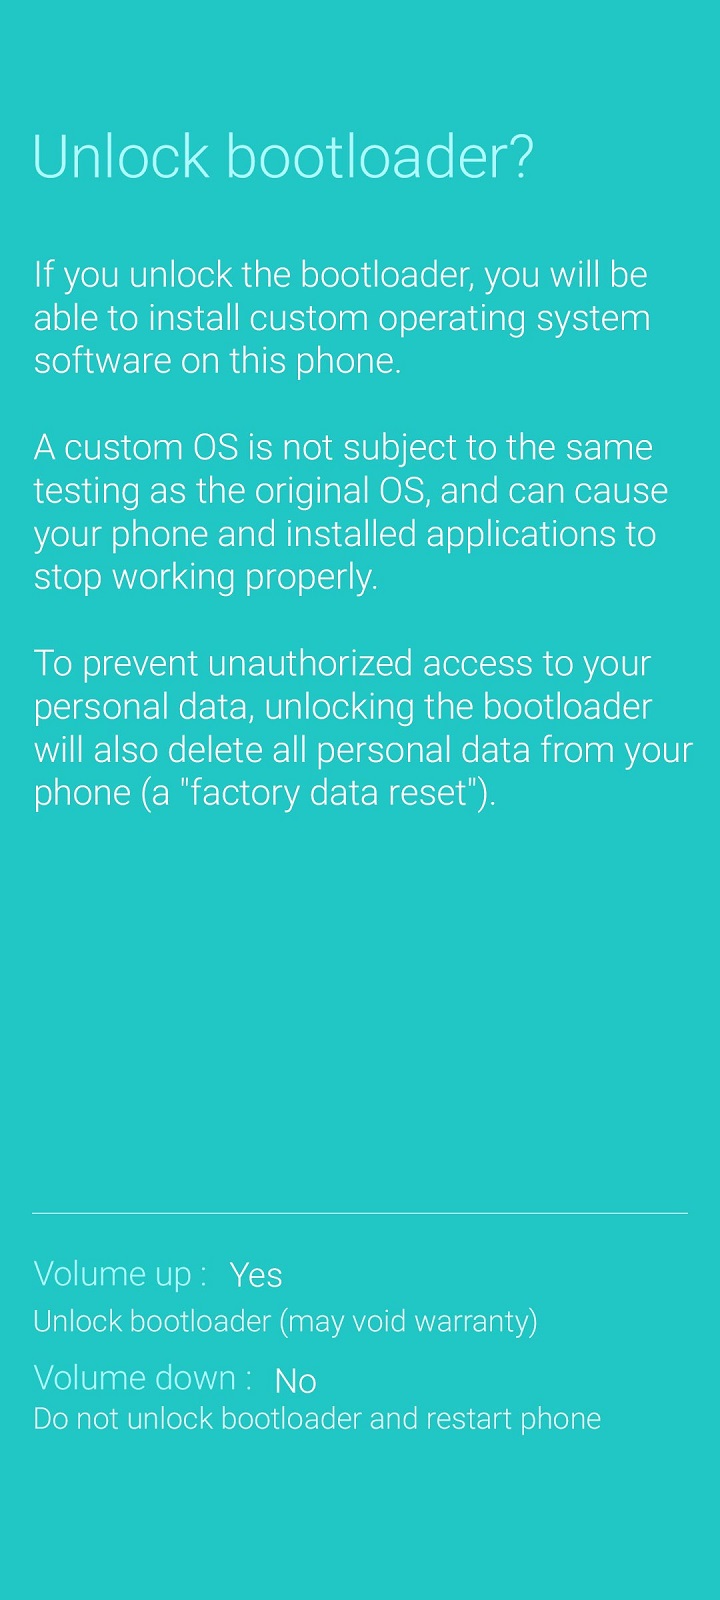 Unlock bootloader?
If you unlock the bootloader, you will be
able to install custom operating system
software on this phone.
A custom OS is not subject to the same
testing as the original OS, and can cause
your phone and installed applications to
stop working properly.
To prevent unauthorized access to your
personal data, unlocking the bootloader
will also delete all personal data from your
phone (a "factory data reset").
Volume up : Yes
Unlock bootloader (may void warranty)
Volume down : No
Do not unlock bootloader and restart phone